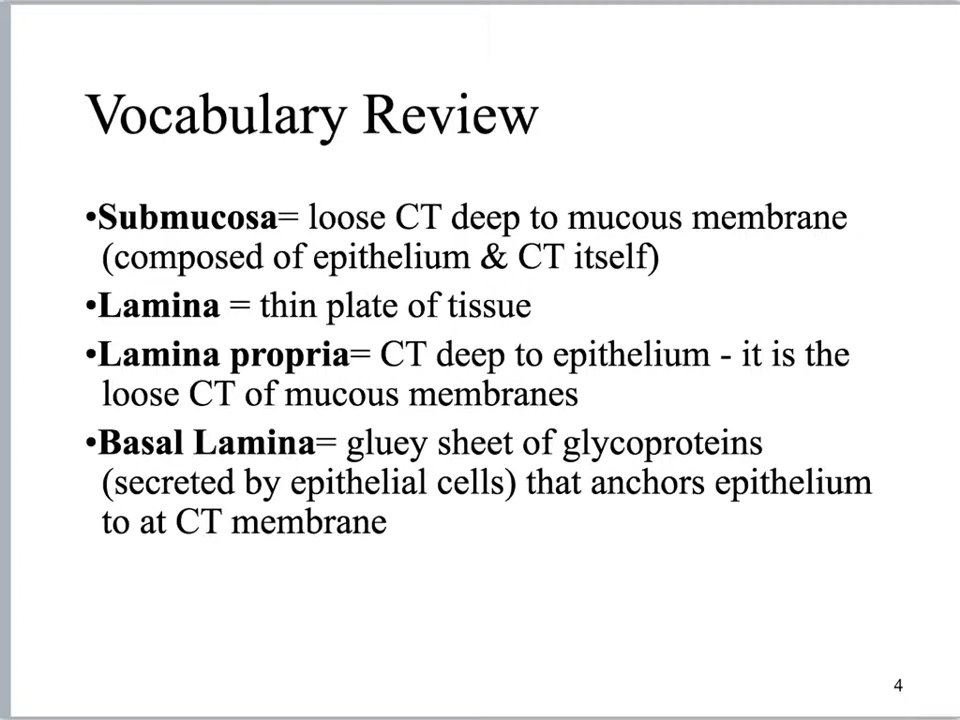 Vocabulary Review
•Submucosa= loose CT deep to mucous membrane
(composed of epithelium & CT itself)
•Lamina = thin plate of tissue
•Lamina propria= CT deep to epithelium - it is the
loose CT of mucous membranes
•Basal Lamina= gluey sheet of glycoproteins
(secreted by epithelial cells) that anchors epithelium
to at CT membrane
4